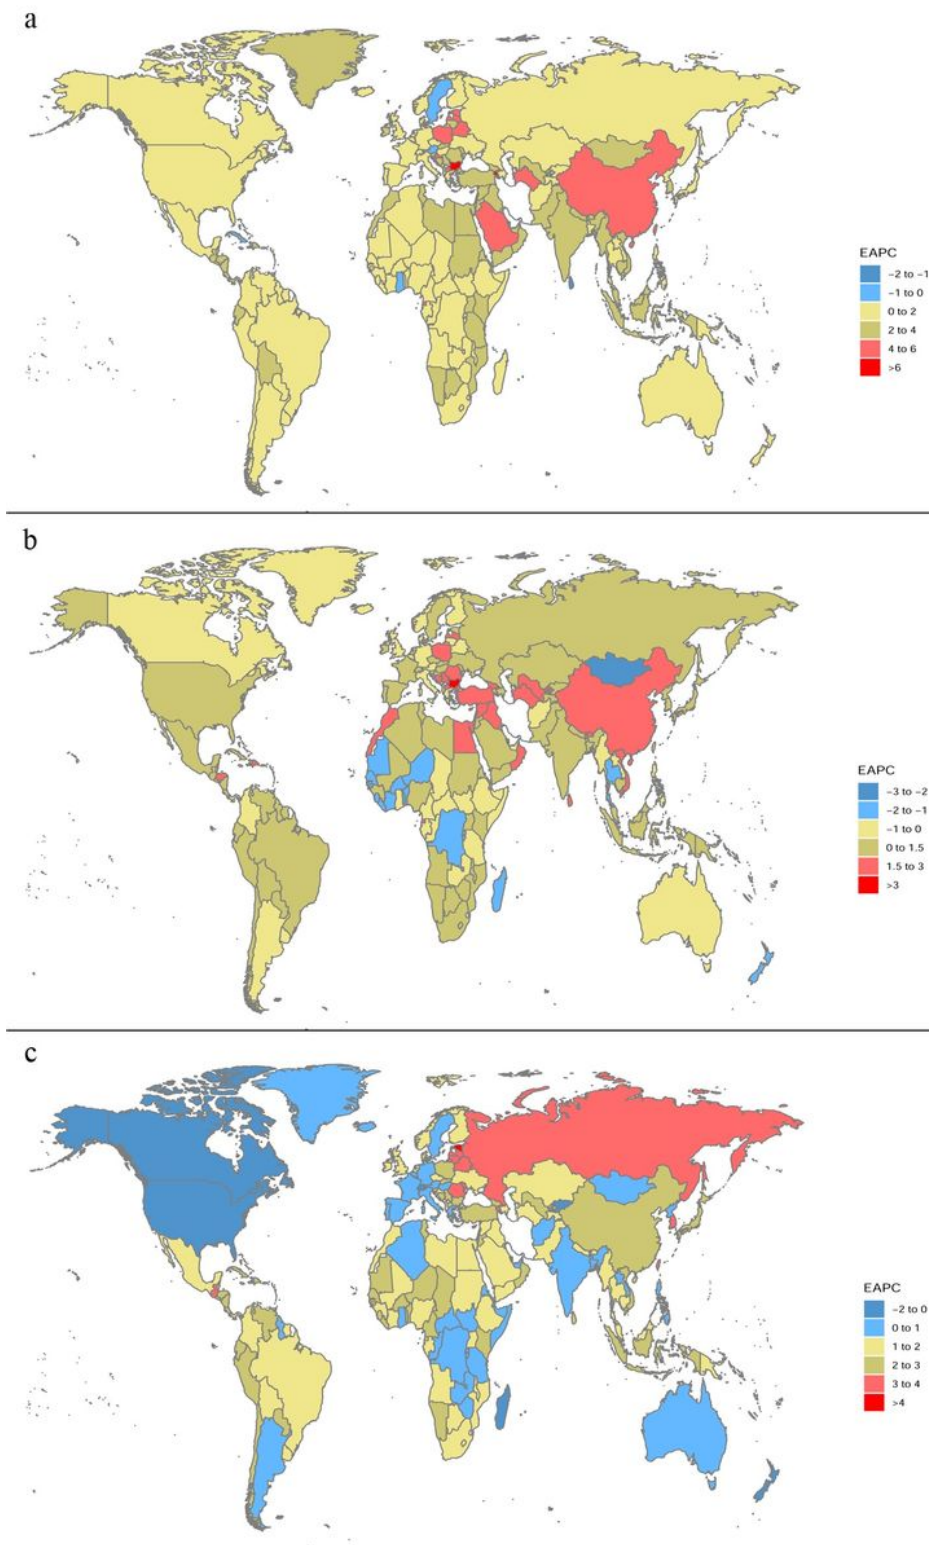 a
EAPC
−2 to −1
−1 to 0
0 to 2
2 to 4
4 to 6
>6
b
EAPC
−3 to −2
−2 to −1
−1 to 0
0 to 1.5
1.5 to 3
>3
c
EAPC
−2 to 0
0 to 1
1 to 2
2 to 3
3 to 4
>4